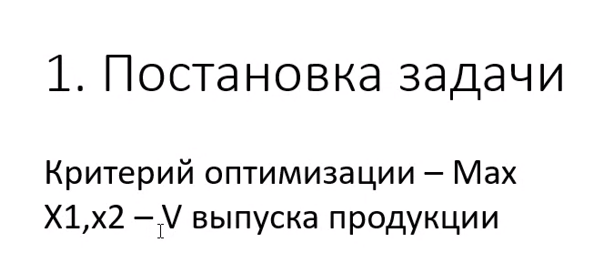 1. Постановка задачи
Критерий оптимизации – Max
X1,x2 – V выпуска продукции